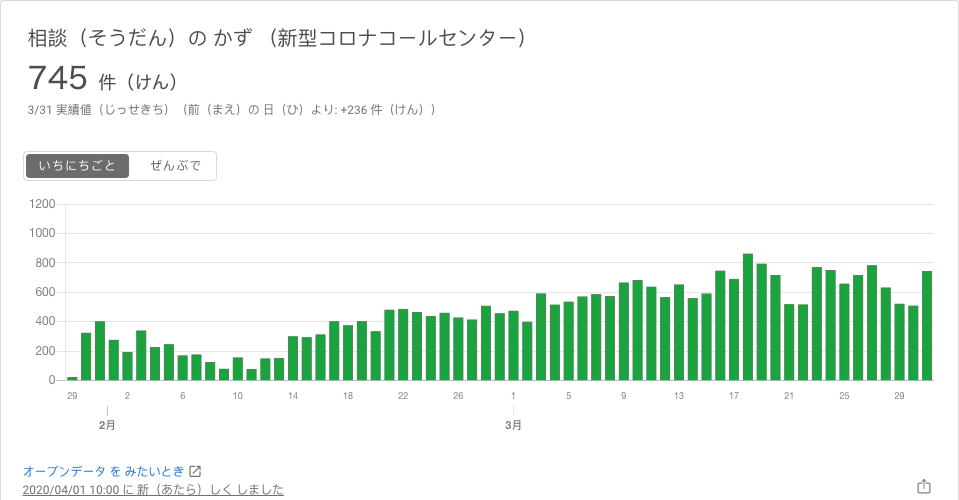 相談（そうだん）の かず （新型コロナコールセンター）
745 件（けん）
3/31 実績値（じっせきち）（前（まえ）の 日（ひ）より: +236 件（けん））
いちにちごと ぜんぶで
1200
1000
800
600
400
200
0
29 2 6 10 14 18 22 26 1 5 9 13 17 21 25 29
2月 3月
オープンデータ を みたいとき
2020/04/01 10:00 に 新（あたら）しく しました